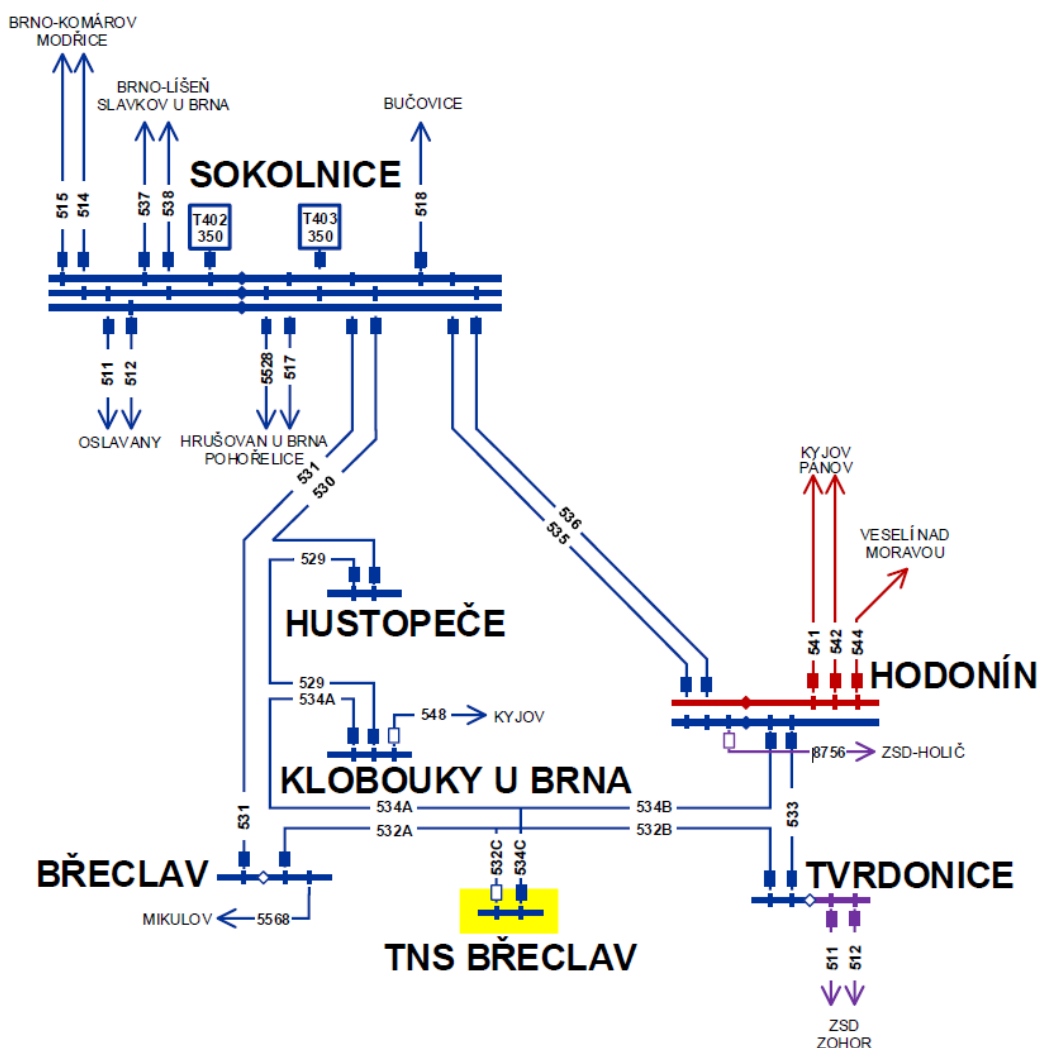 BRNO-KOMÁROV
MODŘICE
BRNO-LÍŠEŇ
SLAVKOV U BRNA
BUČOVICE
SOKOLNICE
515
514
537
538
T402
350
T403
350
518
511
512
5528
517
OSLAVANY
HRUŠOVAN U BRNA
POHOŘELICE
531
530
536
535
KYJOV
PÁNOV
VESELÍ NAD
MORAVOU
529
HUSTOPEČE
541
542
544
HODONÍN
529
534A
548
KYJOV
8756
ZSD-HOLIČ
KLOBOUKY U BRNA
531
534A
534B
533
532A
532B
532C
534C
BŘECLAV
TVRDONICE
MIKULOV
5568
TNS BŘECLAV
511
512
ZSD
ZOHOR